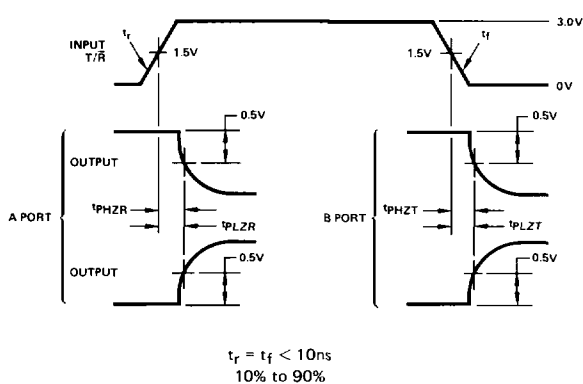 INPUT
T/R̄
tr
1.5V
1.5V
tf
3.0V
0V
A PORT
OUTPUT
0.5V
tPHZR
tPLZR
OUTPUT
0.5V
B PORT
0.5V
tPHZT
tPLZT
0.5V
tr = tf < 10ns
10% to 90%